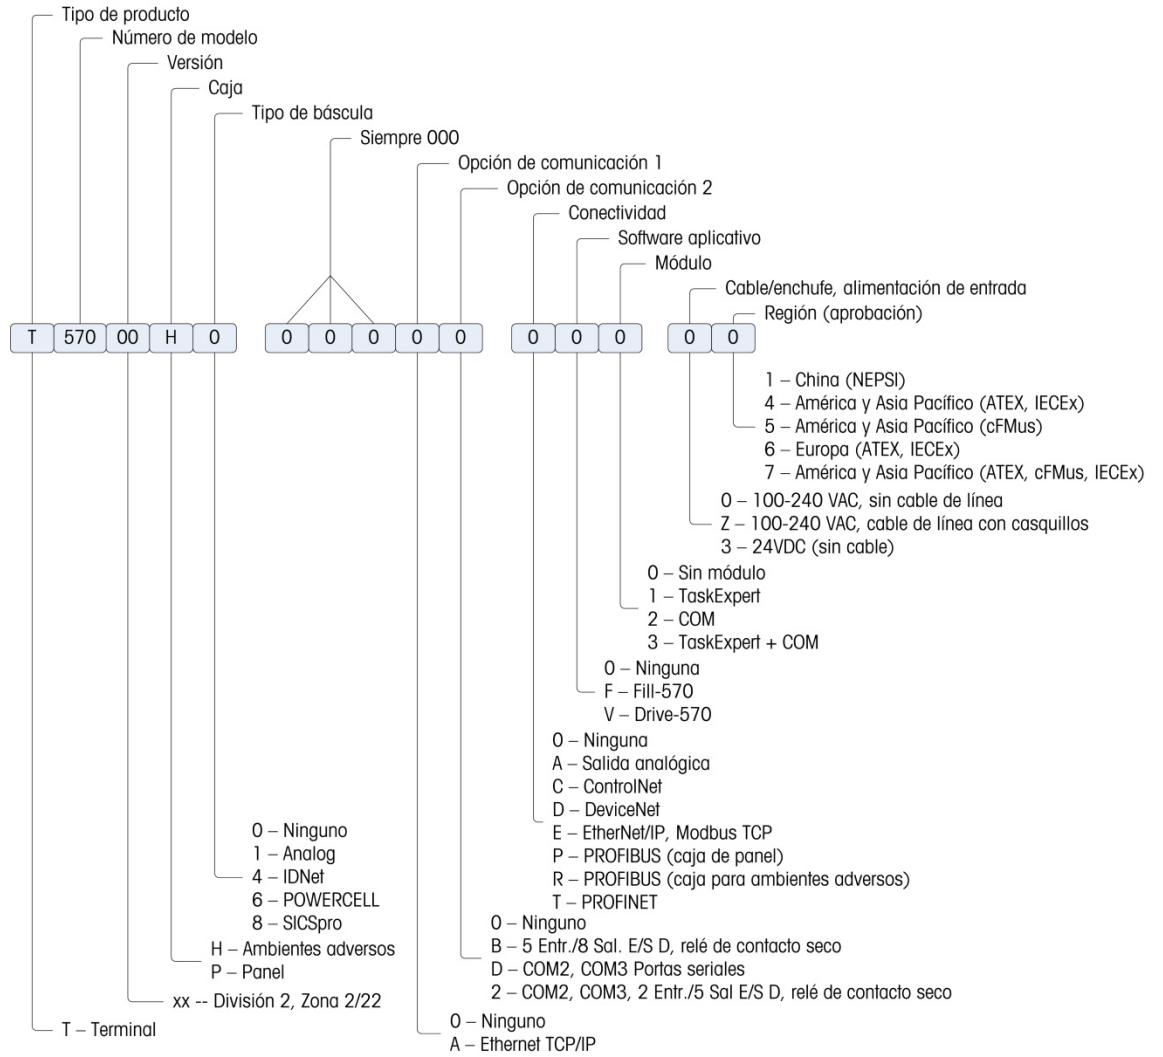 Tipo de producto
Número de modelo
Versión
Caja
Tipo de báscula
Siempre 000
Opción de comunicación 1
Opción de comunicación 2
Conectividad
Software aplicativo
Módulo
Cable/enchufe, alimentación de entrada
Región (aprobación)
T 570 00 H 0 0 0 0 0 0 0 0 0 0 0
1 – China (NEPSI)
4 – América y Asia Pacífico (ATEX, IECEx)
5 – América y Asia Pacífico (cFMus)
6 – Europa (ATEX, IECEx)
7 – América y Asia Pacífico (ATEX, cFMus, IECEx)
0 – 100-240 VAC, sin cable de línea
Z – 100-240 VAC, cable de línea con casquillos
3 – 24VDC (sin cable)
0 – Sin módulo
1 – TaskExpert
2 – COM
3 – TaskExpert + COM
0 – Ninguna
F – Fill-570
V – Drive-570
0 – Ninguna
A – Salida analógica
C – ControlNet
D – DeviceNet
E – EtherNet/IP, Modbus TCP
P – PROFIBUS (caja de panel)
R – PROFIBUS (caja para ambientes adversos)
T – PROFINET
0 – Ninguno
1 – Analog
4 – IDNet
6 – POWERCELL
8 – SICSpro
0 – Ninguno
B – 5 Entr./8 Sal. E/S D, relé de contacto seco
D – COM2, COM3 Portas seriales
2 – COM2, COM3, 2 Entr./5 Sal E/S D, relé de contacto seco
H – Ambientes adversos
P – Panel
xx -- División 2, Zona 2/22
0 – Ninguno
A – Ethernet TCP/IP
T – Terminal